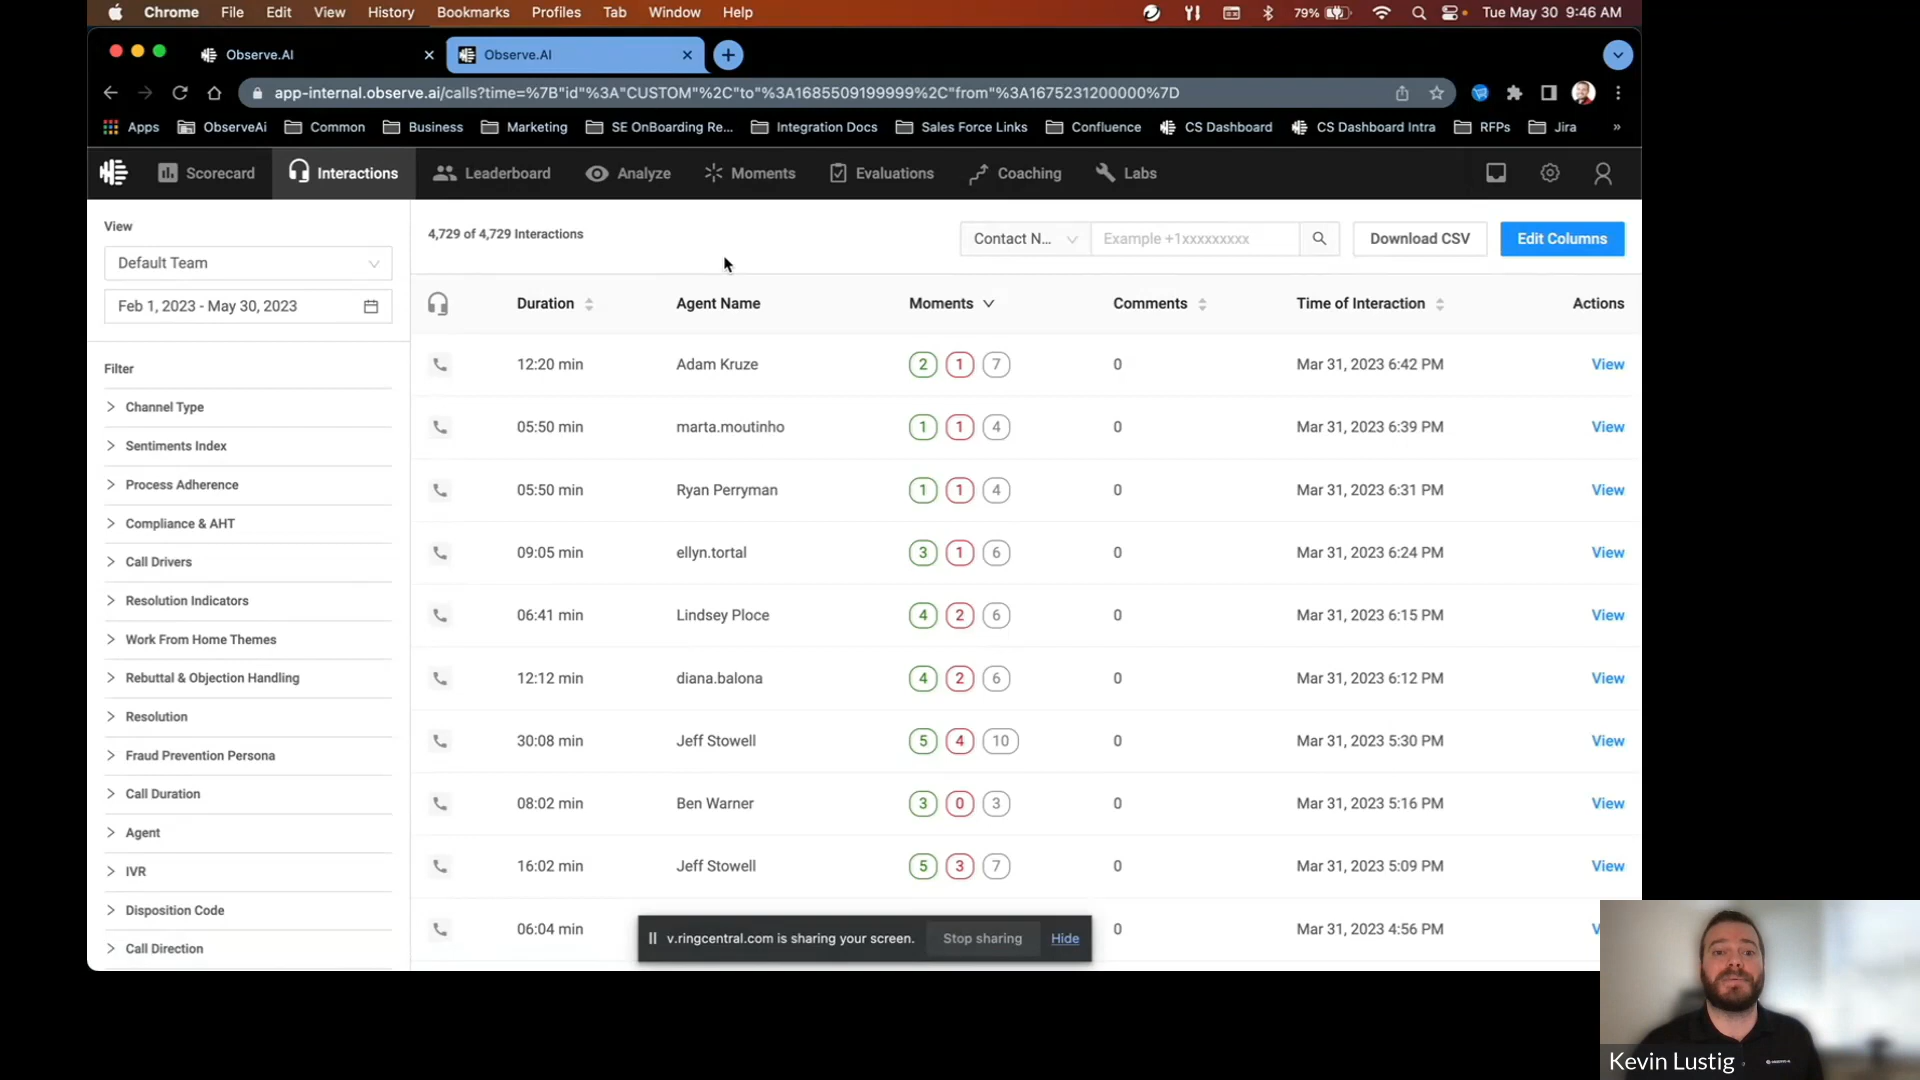 Chrome File Edit View History Bookmarks Profiles Tab Window Help 79% Tue May 30 9:46 AM
Observe.AI Observe.AI
app-internal.observe.ai/calls?time=%7B"id"%3A"CUSTOM"%2C"to"%3A1685509199999%2C"from"%3A1675231200000%7D
Apps ObserveAi Common Business Marketing SE OnBoarding Re... Integration Docs Sales Force Links Confluence CS Dashboard CS Dashboard Intra RFPs Jira »
Scorecard Interactions Leaderboard Analyze Moments Evaluations Coaching Labs
View
Default Team
Feb 1, 2023 - May 30, 2023
Filter
Channel Type
Sentiments Index
Process Adherence
Compliance & AHT
Call Drivers
Resolution Indicators
Work From Home Themes
Rebuttal & Objection Handling
Resolution
Fraud Prevention Persona
Call Duration
Agent
IVR
Disposition Code
Call Direction
4,729 of 4,729 Interactions Contact N... Example +1xxxxxxxxx Download CSV Edit Columns
Duration Agent Name Moments Comments Time of Interaction Actions
12:20 min Adam Kruze 2 1 7 0 Mar 31, 2023 6:42 PM View
05:50 min marta.moutinho 1 1 4 0 Mar 31, 2023 6:39 PM View
05:50 min Ryan Perryman 1 1 4 0 Mar 31, 2023 6:31 PM View
09:05 min ellyn.tortal 3 1 6 0 Mar 31, 2023 6:24 PM View
06:41 min Lindsey Ploce 4 2 6 0 Mar 31, 2023 6:15 PM View
12:12 min diana.balona 4 2 6 0 Mar 31, 2023 6:12 PM View
30:08 min Jeff Stowell 5 4 10 0 Mar 31, 2023 5:30 PM View
08:02 min Ben Warner 3 0 3 0 Mar 31, 2023 5:16 PM View
16:02 min Jeff Stowell 5 3 7 0 Mar 31, 2023 5:09 PM View
06:04 min 0 Mar 31, 2023 4:56 PM
v.ringcentral.com is sharing your screen. Stop sharing Hide
Kevin Lustig